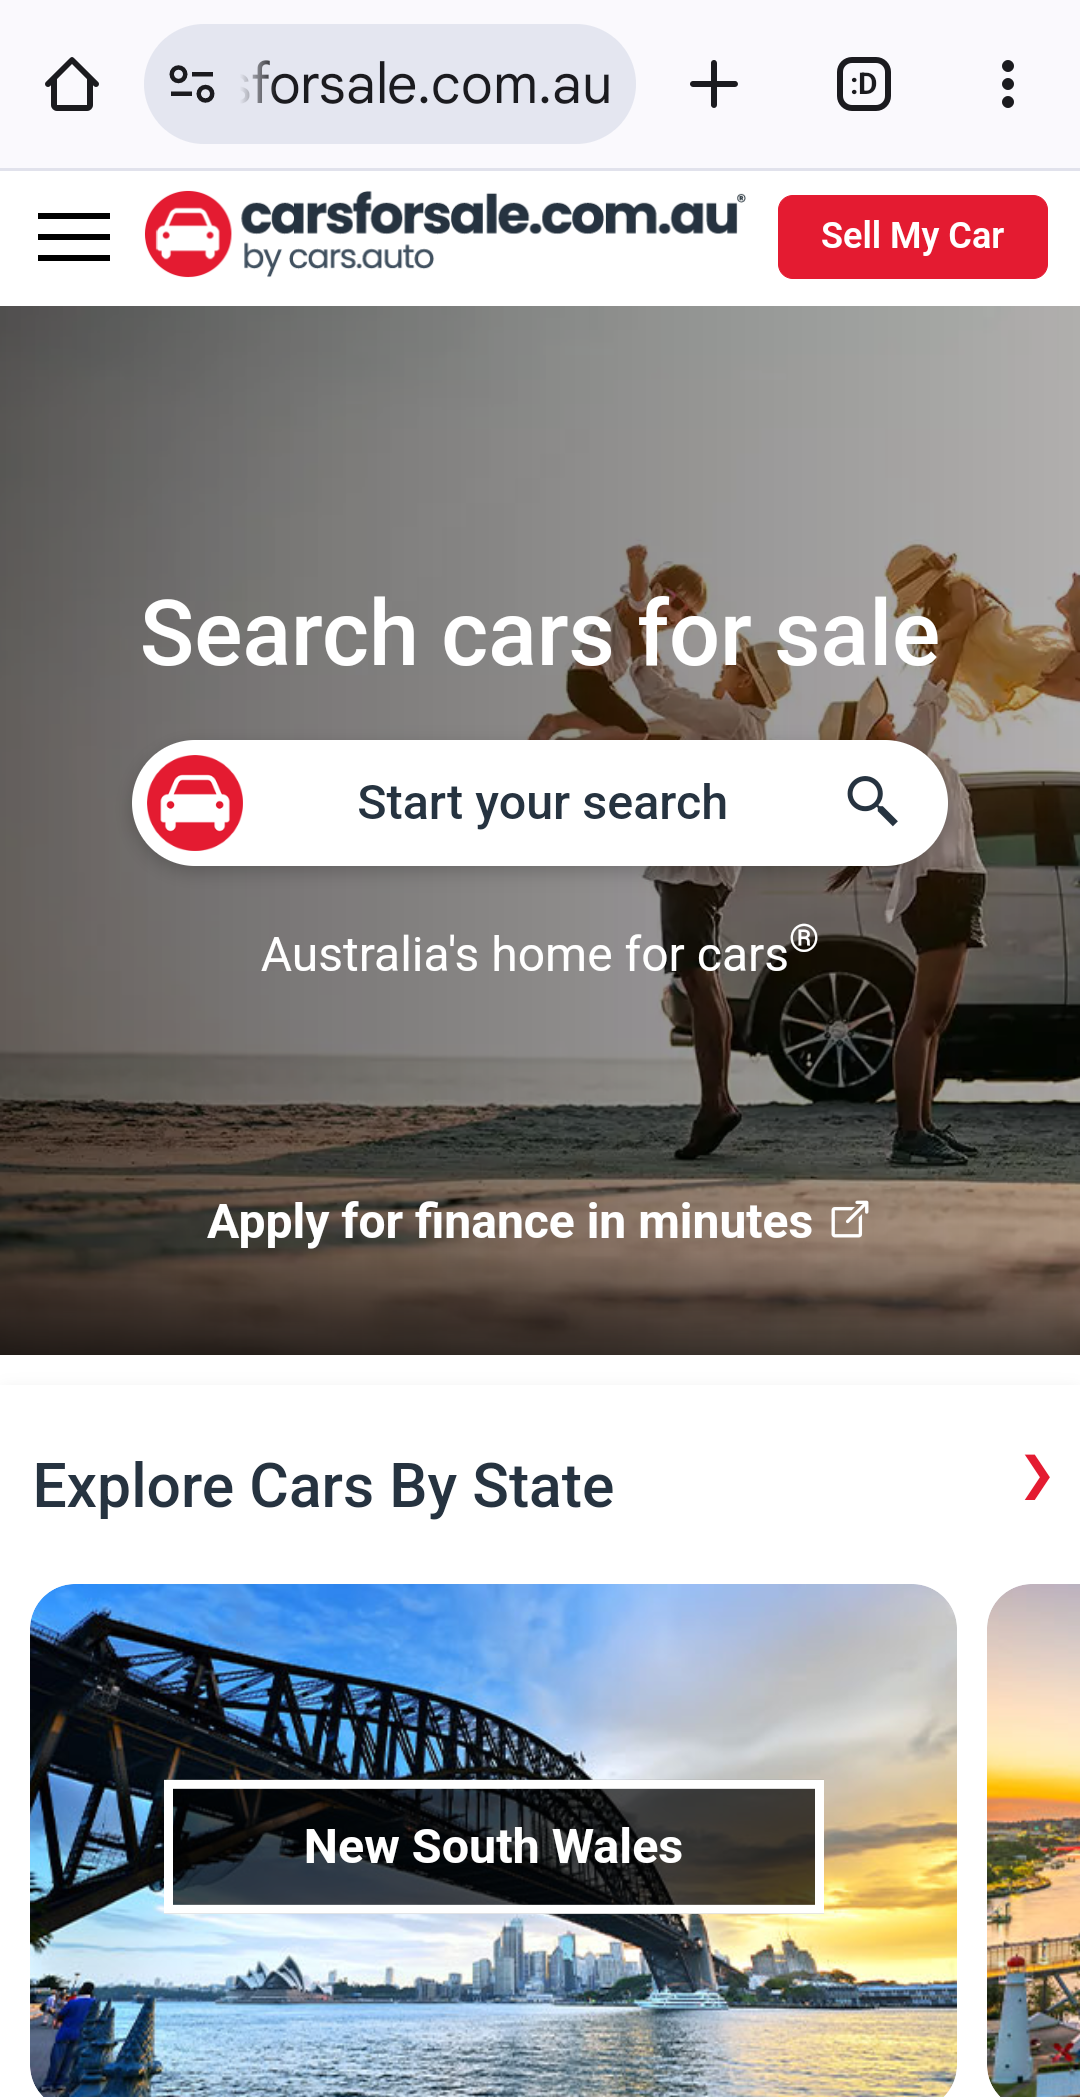 sforsale.com.au
:D
carsforsale.com.au®
by cars.auto
Sell My Car
Search cars for sale
Start your search
Australia's home for cars®
Apply for finance in minutes
Explore Cars By State
New South Wales